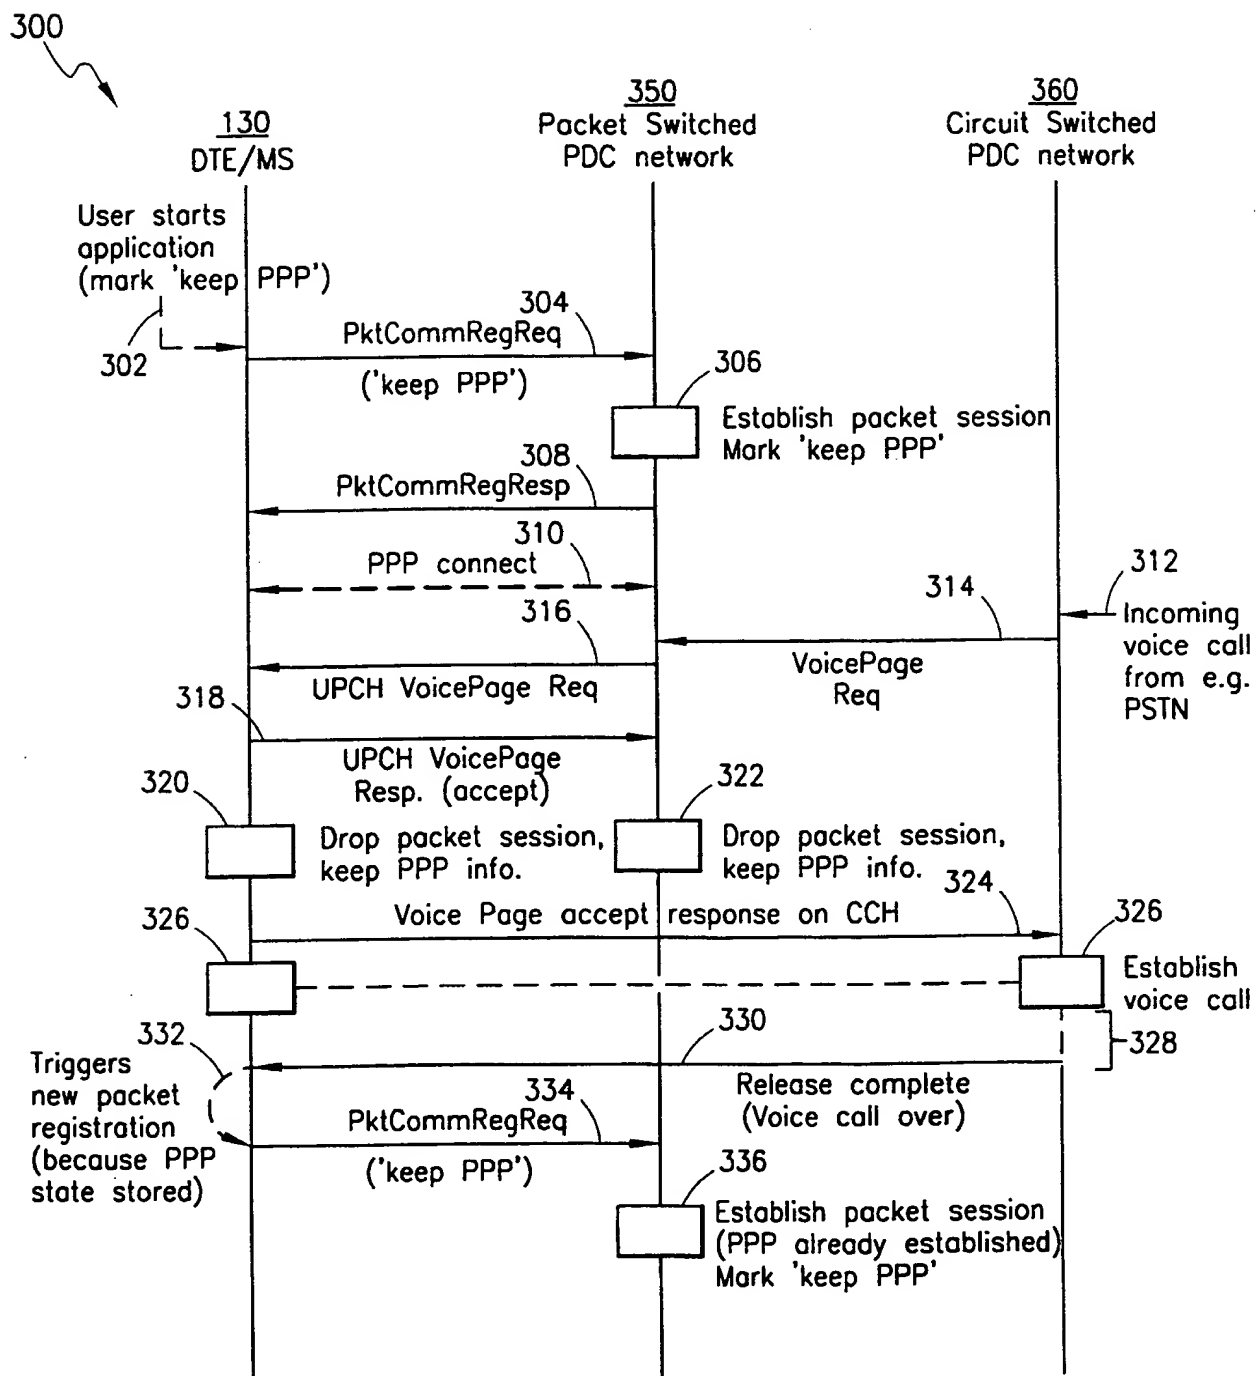 300
130
DTE/MS
350
Packet Switched
PDC network
360
Circuit Switched
PDC network
User starts
application
(mark 'keep PPP')
302
304
PktCommRegReq
('keep PPP')
306
Establish packet session
Mark 'keep PPP'
308
PktCommRegResp
310
PPP connect
312
Incoming
voice call
from e.g.
PSTN
314
VoicePage
Req
316
UPCH VoicePage Req
318
UPCH VoicePage
Resp. (accept)
320
Drop packet session,
keep PPP info.
322
Drop packet session,
keep PPP info.
324
Voice Page accept response on CCH
326
326
Establish
voice call
328
330
Release complete
(Voice call over)
332
Triggers
new packet
registration
(because PPP
state stored)
334
PktCommRegReq
('keep PPP')
336
Establish packet session
(PPP already established)
Mark 'keep PPP'